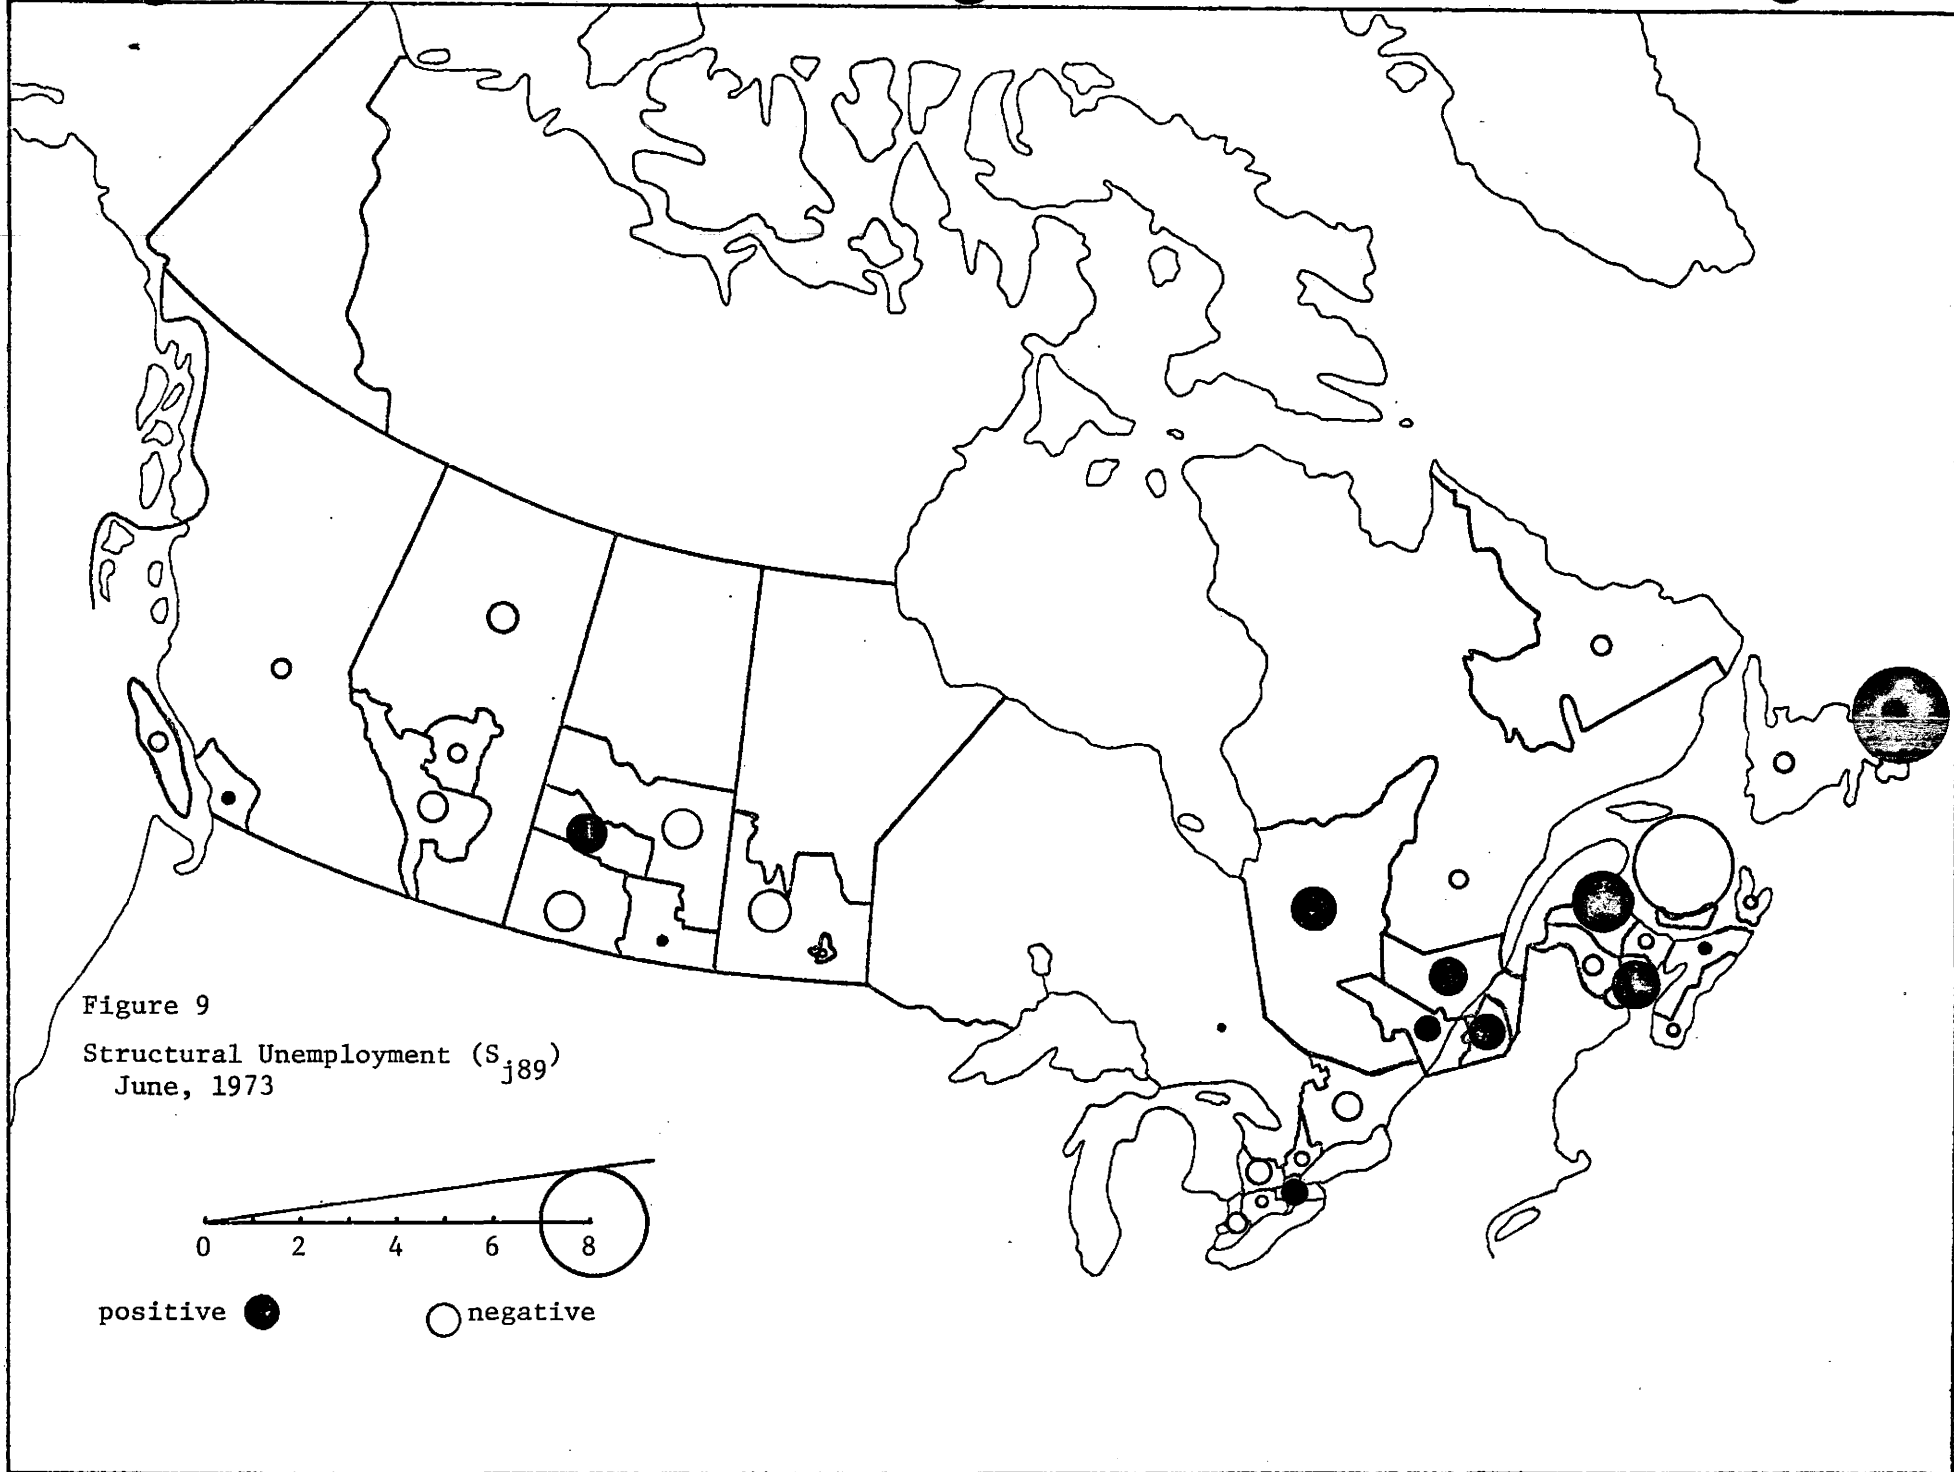 Figure 9
Structural Unemployment (Sj89)
June, 1973
0 2 4 6 8
positive negative